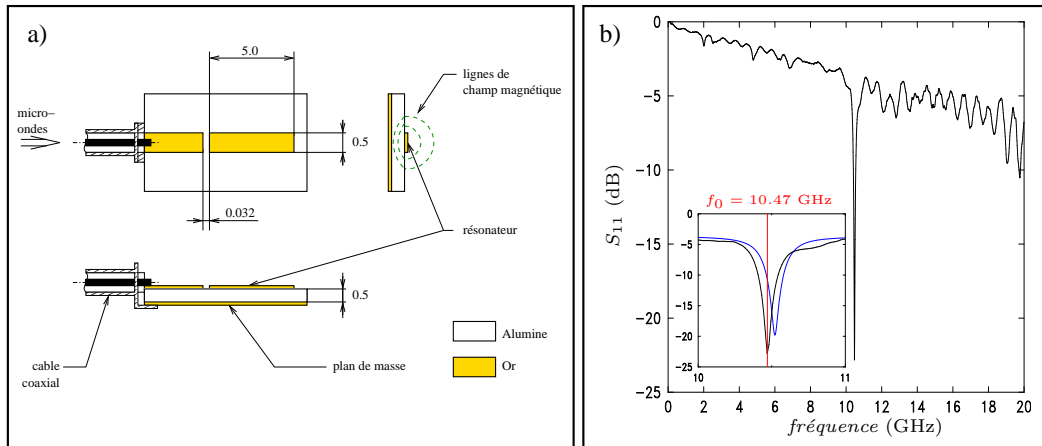 a)
5.0
lignes de
champ magnétique
micro–
ondes
0.5
0.032
résonateur
0.5
Alumine
cable
coaxial
plan de masse
Or
b)
0
−5
−10
−15
−20
−25
S11 (dB)
f0 = 10.47 GHz
0
−5
−10
−15
−20
−25
10
11
0 2 4 6 8 10 12 14 16 18 20
fréquence (GHz)